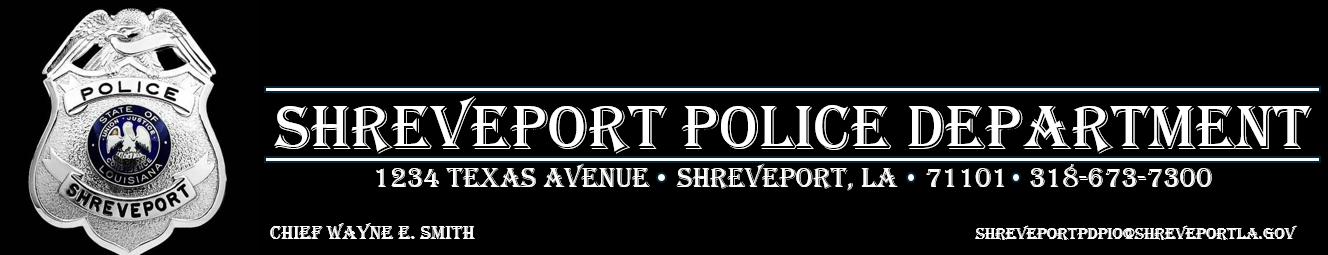 POLICE
STATE OF
UNION · JUSTICE
LOUISIANA
SHREVEPORT
SHREVEPORT POLICE DEPARTMENT
1234 TEXAS AVENUE • SHREVEPORT, LA • 71101 • 318-673-7300
CHIEF WAYNE E. SMITH
SHREVEPORTPDPIO@SHREVEPORTLA.GOV